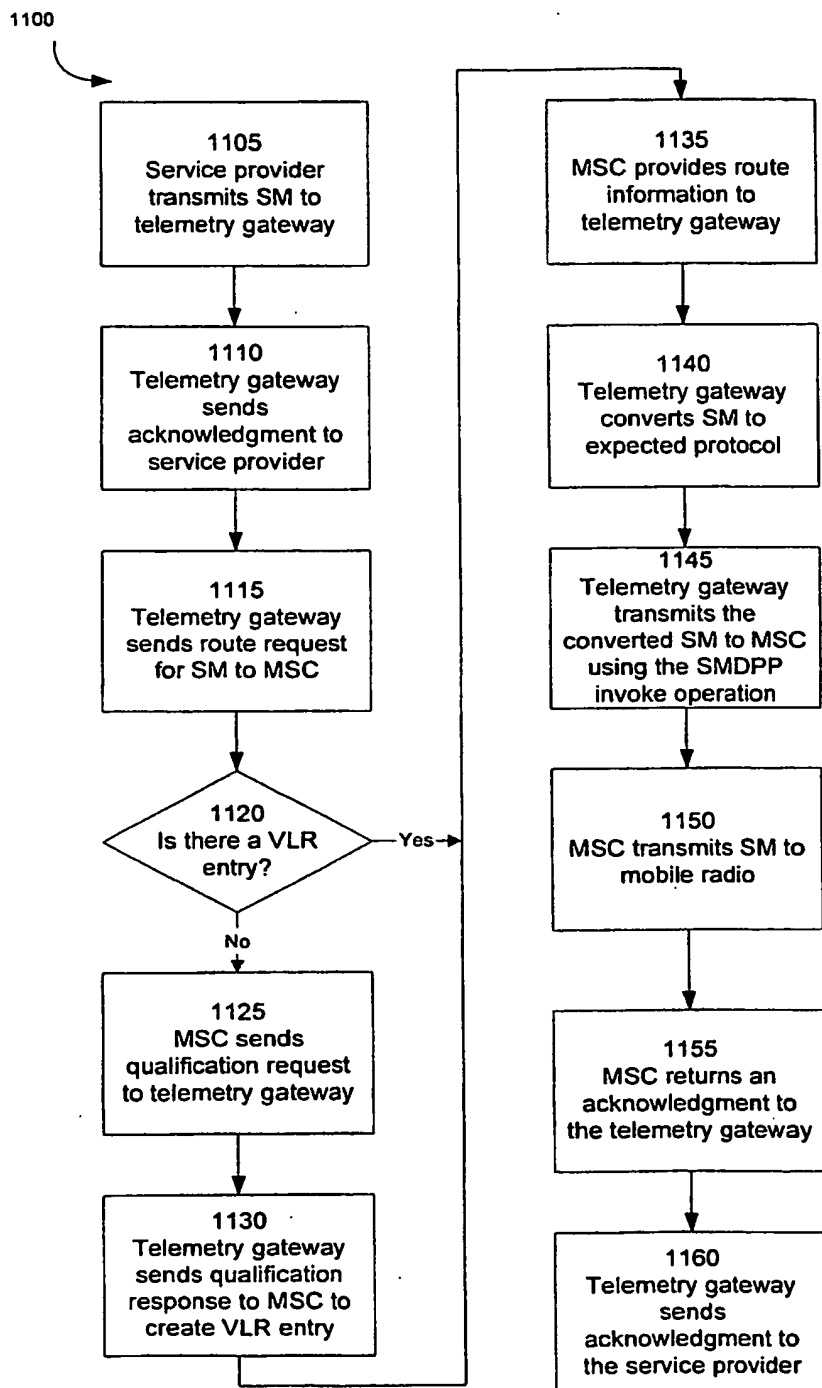 1100
1105
Service provider
transmits SM to
telemetry gateway
1110
Telemetry gateway
sends
acknowledgment to
service provider
1115
Telemetry gateway
sends route request
for SM to MSC
1120
Is there a VLR
entry?
Yes
No
1125
MSC sends
qualification request
to telemetry gateway
1130
Telemetry gateway
sends qualification
response to MSC to
create VLR entry
1135
MSC provides route
information to
telemetry gateway
1140
Telemetry gateway
converts SM to
expected protocol
1145
Telemetry gateway
transmits the
converted SM to MSC
using the SMDPP
invoke operation
1150
MSC transmits SM to
mobile radio
1155
MSC returns an
acknowledgment to
the telemetry gateway
1160
Telemetry gateway
sends
acknowledgment to
the service provider